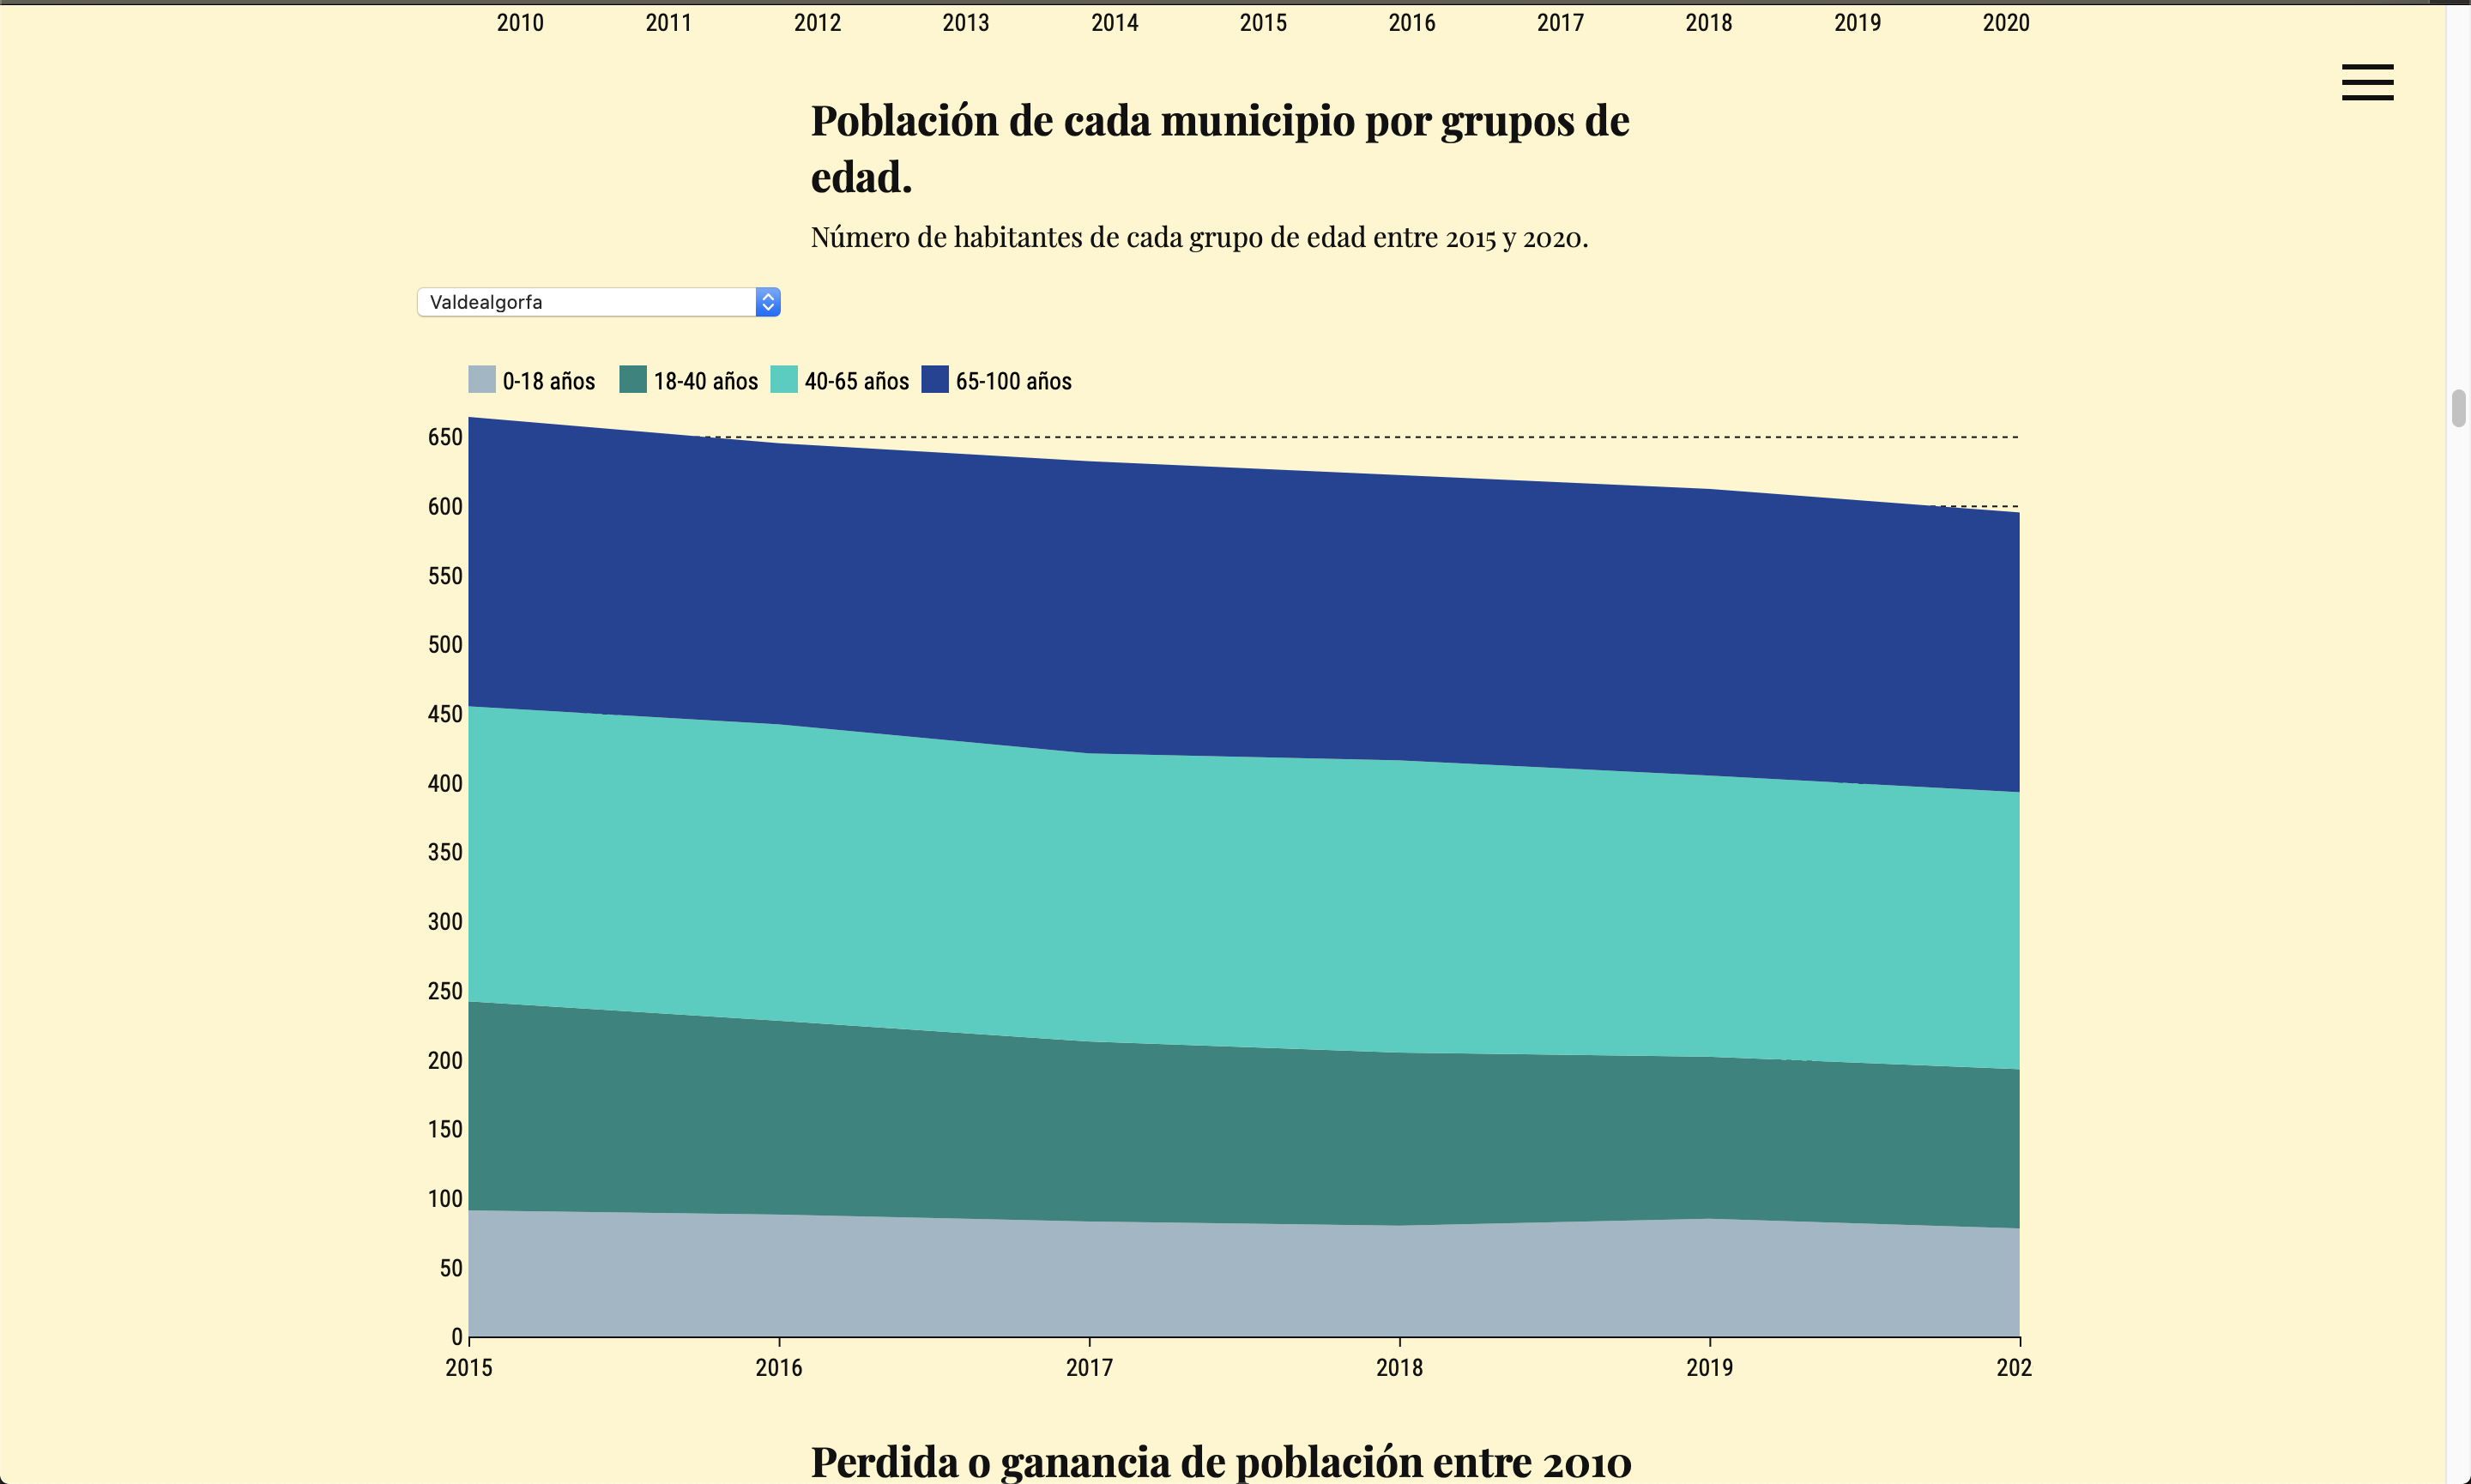 2010 2011 2012 2013 2014 2015 2016 2017 2018 2019 2020
Población de cada municipio por grupos de
edad.
Número de habitantes de cada grupo de edad entre 2015 y 2020.
Valdealgorfa
0-18 años 18-40 años 40-65 años 65-100 años
650
600
550
500
450
400
350
300
250
200
150
100
50
0
2015 2016 2017 2018 2019 202
Perdida o ganancia de población entre 2010